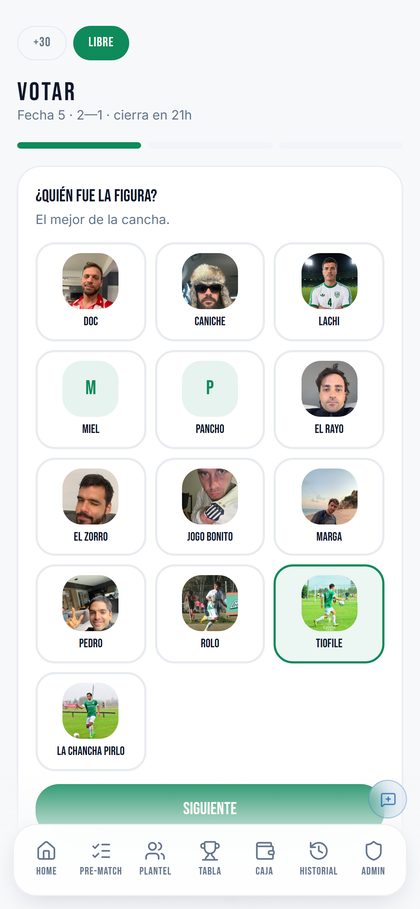 +30
LIBRE
VOTAR
Fecha 5 · 2—1 · cierra en 21h
¿QUIÉN FUE LA FIGURA?
El mejor de la cancha.
DOC
CANICHE
LACHI
4
M
MIEL
P
PANCHO
EL RAYO
EL ZORRO
JOGO BONITO
MARGA
PEDRO
ROLO
TIOFILE
LA CHANCHA PIRLO
SIGUIENTE
HOME
PRE-MATCH
PLANTEL
TABLA
CAJA
HISTORIAL
ADMIN